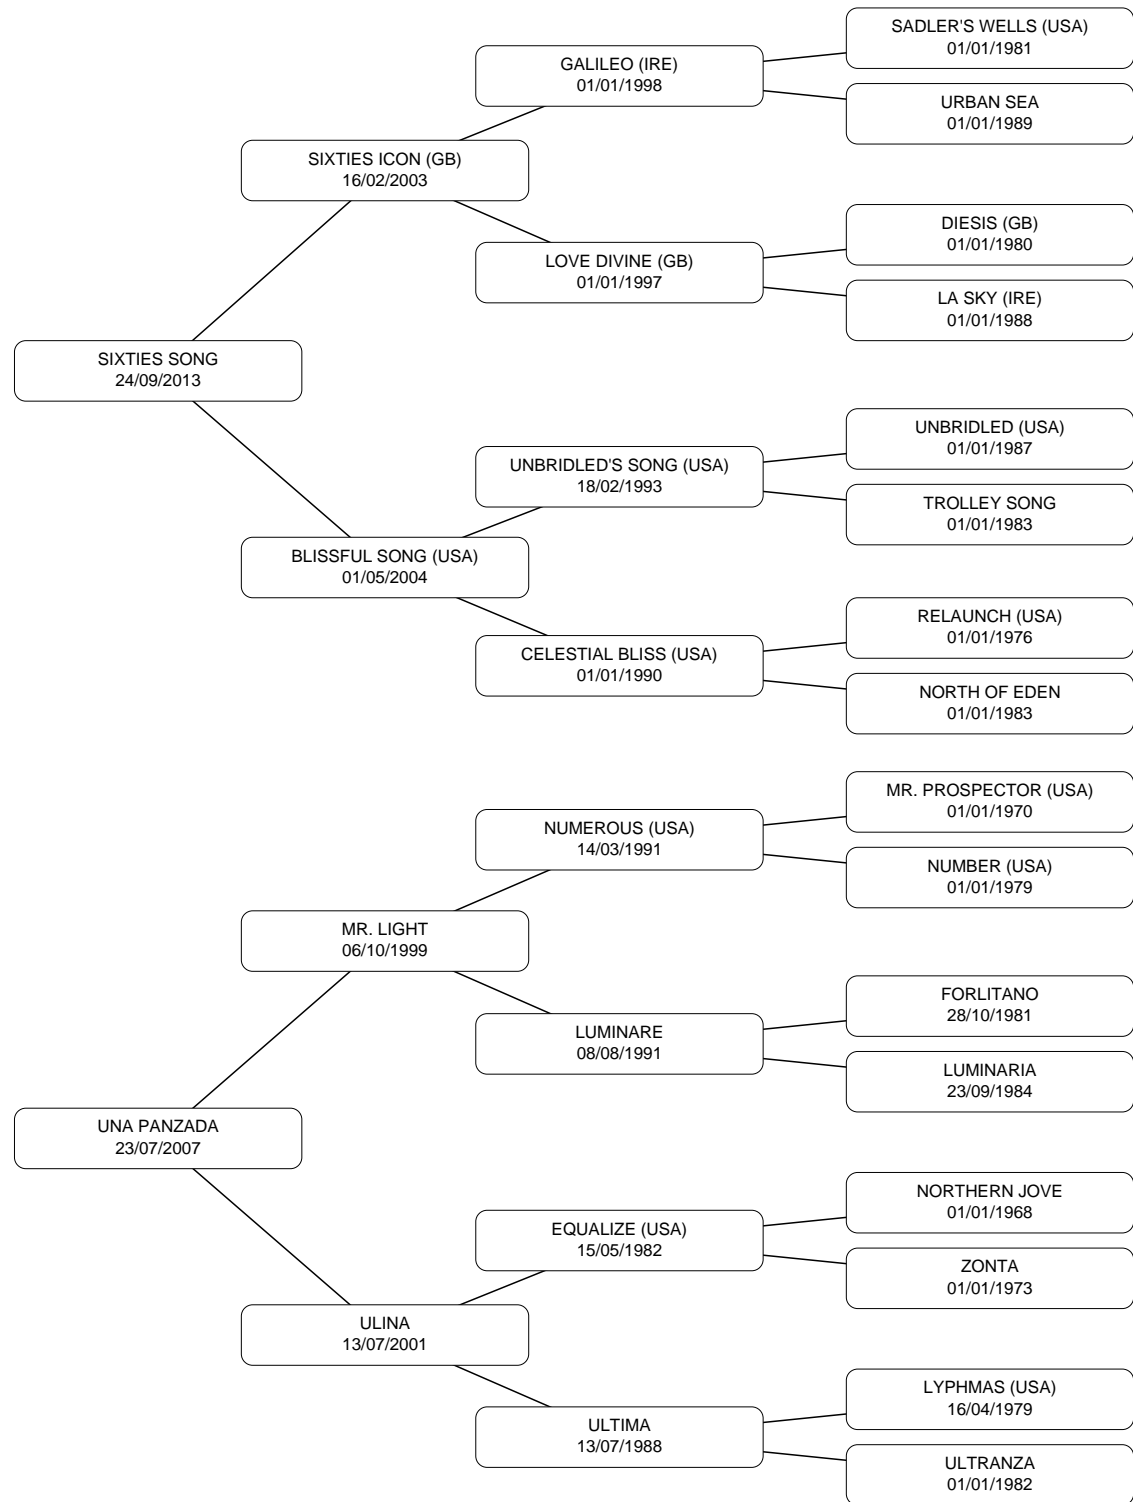 SADLER'S WELLS (USA)
01/01/1981
GALILEO (IRE)
01/01/1998
URBAN SEA
01/01/1989
SIXTIES ICON (GB)
16/02/2003
DIESIS (GB)
01/01/1980
LOVE DIVINE (GB)
01/01/1997
LA SKY (IRE)
01/01/1988
SIXTIES SONG
24/09/2013
UNBRIDLED (USA)
01/01/1987
UNBRIDLED'S SONG (USA)
18/02/1993
TROLLEY SONG
01/01/1983
BLISSFUL SONG (USA)
01/05/2004
RELAUNCH (USA)
01/01/1976
CELESTIAL BLISS (USA)
01/01/1990
NORTH OF EDEN
01/01/1983
MR. PROSPECTOR (USA)
01/01/1970
NUMEROUS (USA)
14/03/1991
NUMBER (USA)
01/01/1979
MR. LIGHT
06/10/1999
FORLITANO
28/10/1981
LUMINARE
08/08/1991
LUMINARIA
23/09/1984
UNA PANZADA
23/07/2007
NORTHERN JOVE
01/01/1968
EQUALIZE (USA)
15/05/1982
ZONTA
01/01/1973
ULINA
13/07/2001
LYPHMAS (USA)
16/04/1979
ULTIMA
13/07/1988
ULTRANZA
01/01/1982